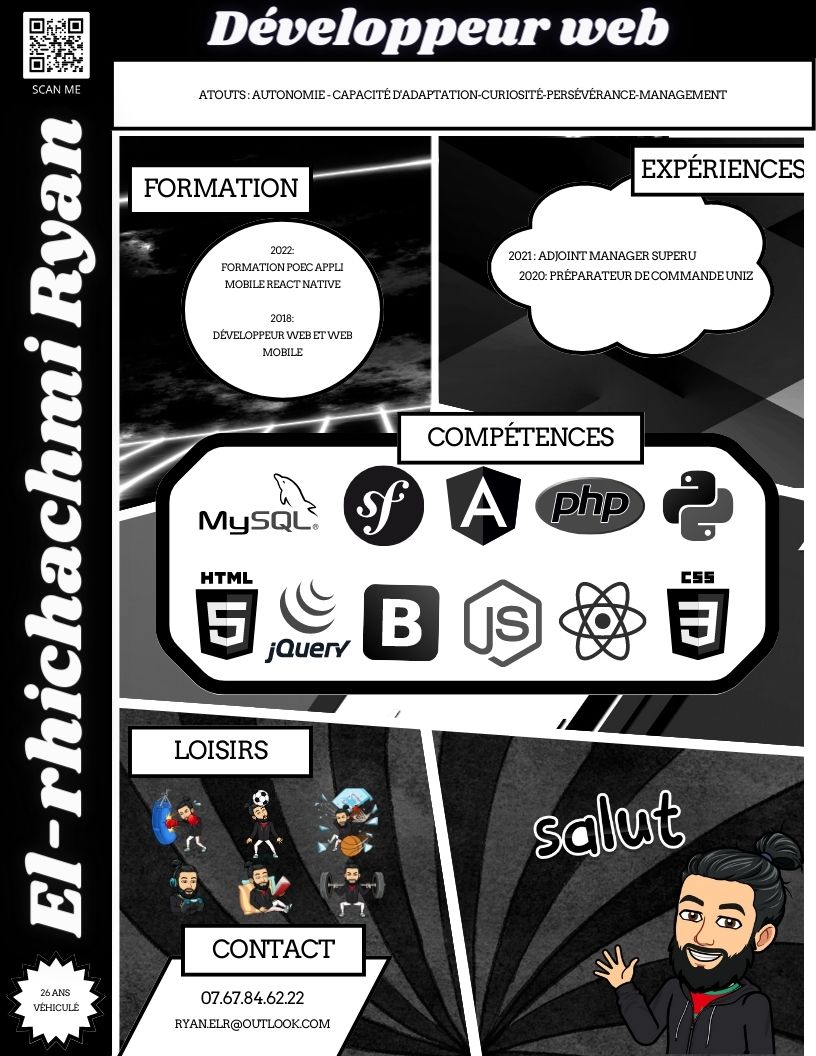 Développeur web
SCAN ME
ATOUTS : AUTONOMIE - CAPACITÉ D'ADAPTATION-CURIOSITÉ-PERSÉVÉRANCE-MANAGEMENT
El-rhichachmi Ryan
FORMATION
2022:
FORMATION POEC APPLI
MOBILE REACT NATIVE
2018:
DÉVELOPPEUR WEB ET WEB
MOBILE
EXPÉRIENCES
2021 : ADJOINT MANAGER SUPER U
2020: PRÉPARATEUR DE COMMANDE UNIZ
COMPÉTENCES
MySQL®
sf
A
php
HTML
5
jQuery
B
JS
CSS
3
LOISIRS
salut
CONTACT
07.67.84.62.22
RYAN.ELR@OUTLOOK.COM
26 ANS
VÉHICULÉ